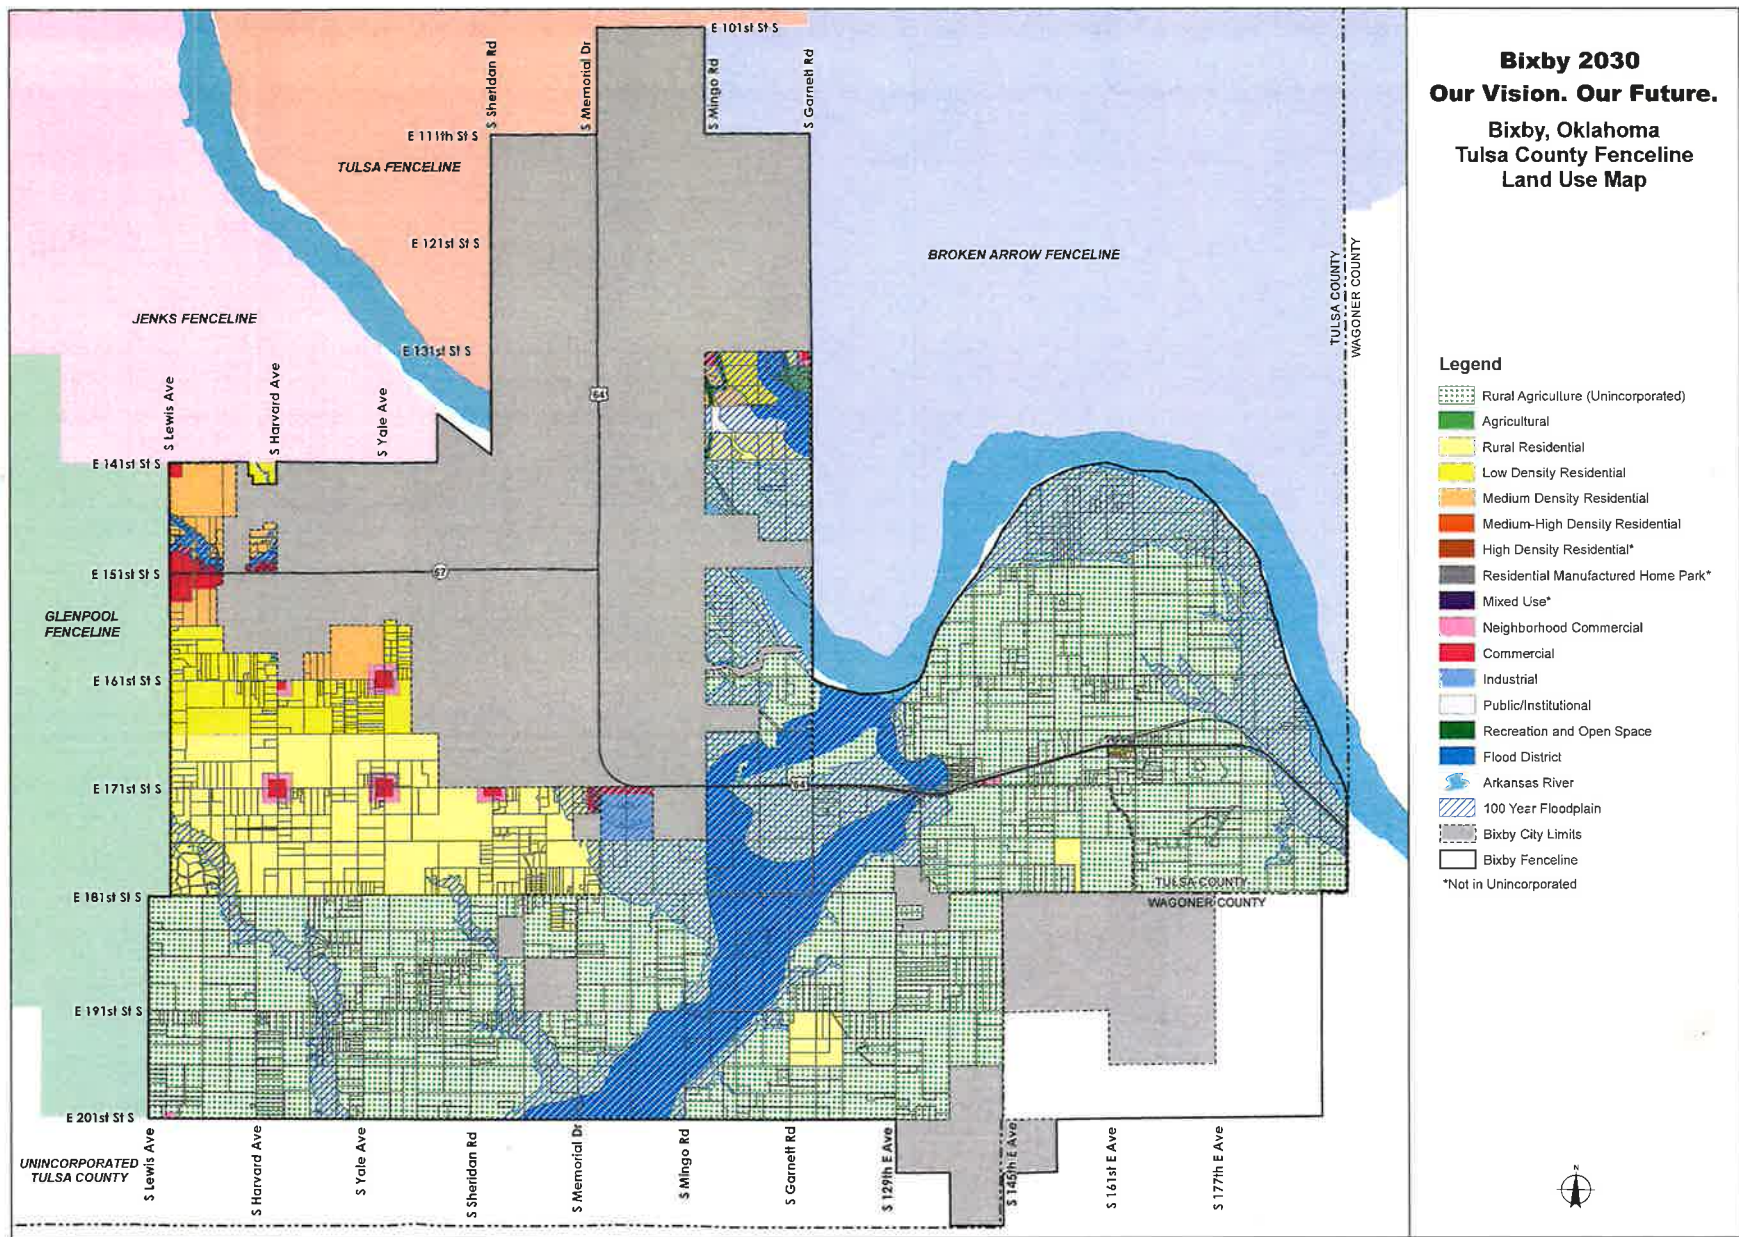 E 101st St S
S Sheridan Rd
S Memorial Dr
S Mingo Rd
S Garnett Rd
E 111th St S
TULSA FENCELINE
E 121st St S
BROKEN ARROW FENCELINE
TULSA COUNTY
WAGONER COUNTY
JENKS FENCELINE
E 131st St S
64
S Lewis Ave
S Harvard Ave
S Yale Ave
E 141st St S
E 151st St S
67
GLENPOOL
FENCELINE
E 161st St S
E 171st St S
64
E 181st St S
TULSA COUNTY
WAGONER COUNTY
E 191st St S
E 201st St S
UNINCORPORATED
TULSA COUNTY
S Lewis Ave
S Harvard Ave
S Yale Ave
S Sheridan Rd
S Memorial Dr
S Mingo Rd
S Garnett Rd
S 129th E Ave
S 145th E Ave
S 161st E Ave
S 177th E Ave
Bixby 2030
Our Vision. Our Future.
Bixby, Oklahoma
Tulsa County Fenceline
Land Use Map
Legend
Rural Agriculture (Unincorporated)
Agricultural
Rural Residential
Low Density Residential
Medium Density Residential
Medium-High Density Residential
High Density Residential*
Residential Manufactured Home Park*
Mixed Use*
Neighborhood Commercial
Commercial
Industrial
Public/Institutional
Recreation and Open Space
Flood District
Arkansas River
100 Year Floodplain
Bixby City Limits
Bixby Fenceline
*Not in Unincorporated
N